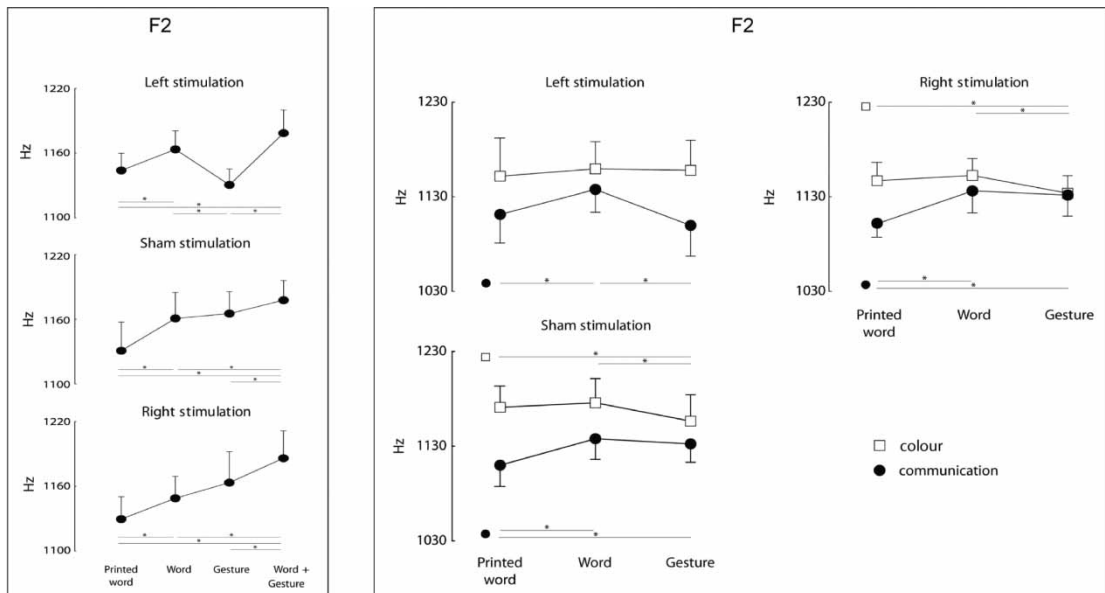 F2
Left stimulation
1220
1160
1100
Hz
*
*
*
*
Sham stimulation
1220
1160
1100
Hz
*
*
*
*
Right stimulation
1220
1160
1100
Hz
*
*
*
*
Printed word
Word
Gesture
Word + Gesture
F2
Left stimulation
1230
1130
1030
Hz
*
*
Right stimulation
1230
1130
1030
Hz
*
*
*
*
Printed word
Word
Gesture
Sham stimulation
1230
1130
1030
Hz
*
*
*
*
Printed word
Word
Gesture
colour
communication